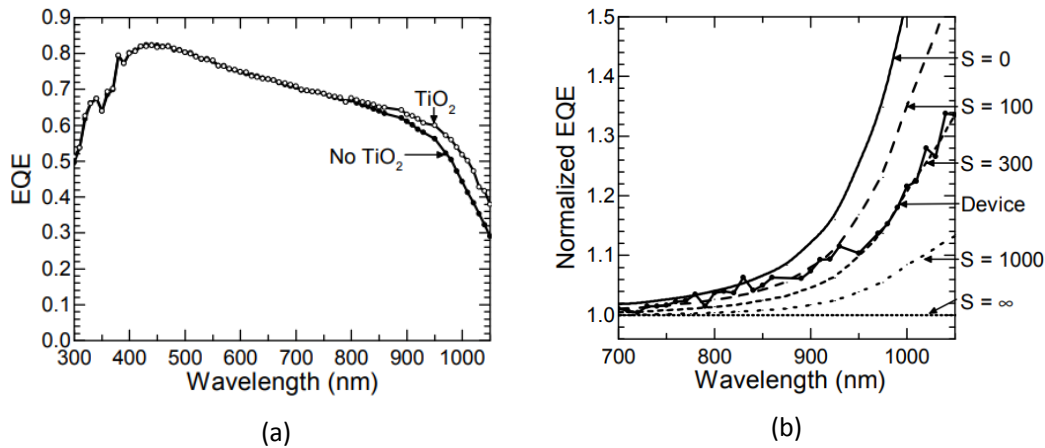 0.9
0.8
0.7
0.6
0.5
0.4
0.3
0.2
0.1
0.0
EQE
TiO₂
No TiO₂
300 400 500 600 700 800 900 1000
Wavelength (nm)
(a)
1.5
1.4
1.3
1.2
1.1
1.0
Normalized EQE
S = 0
S = 100
S = 300
Device
S = 1000
S = ∞
700 800 900 1000
Wavelength (nm)
(b)